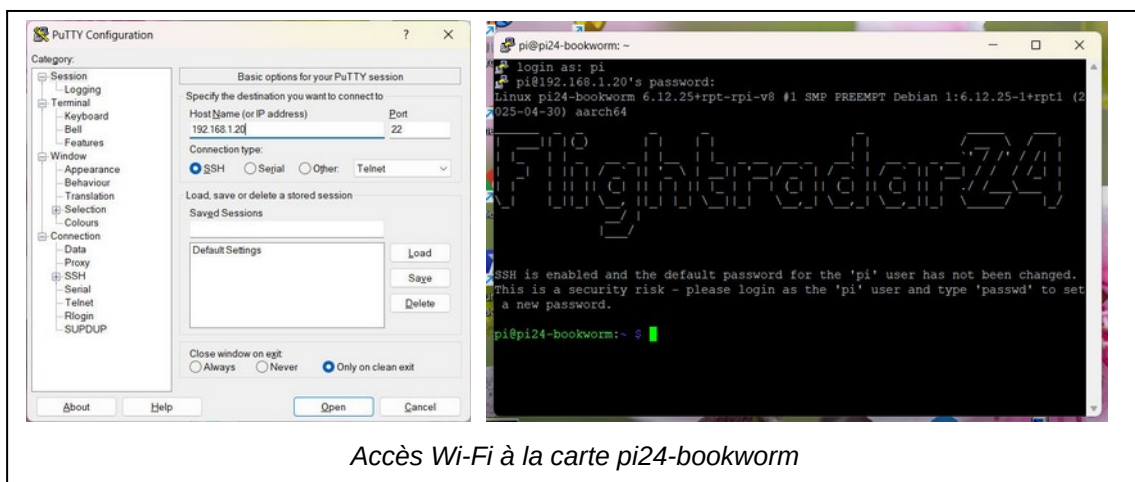 PuTTY Configuration ? X
Category:
Session
Logging
Terminal
Keyboard
Bell
Features
Window
Appearance
Behaviour
Translation
Selection
Colours
Connection
Data
Proxy
SSH
Serial
Telnet
Rlogin
SUPDUP
Basic options for your PuTTY session
Specify the destination you want to connect to
Host Name (or IP address) Port
192.168.1.20 22
Connection type:
SSH Serial Other: Telnet
Load, save or delete a stored session
Saved Sessions
Default Settings
Load
Save
Delete
Close window on exit
Always Never Only on clean exit
About Help Open Cancel
pi@pi24-bookworm: ~
login as: pi
pi@192.168.1.20's password:
Linux pi24-bookworm 6.12.25+rpt-rpi-v8 #1 SMP PREEMPT Debian 1:6.12.25-1+rpt1 (2
025-04-30) aarch64
Flightradar24
SSH is enabled and the default password for the 'pi' user has not been changed.
This is a security risk - please login as the 'pi' user and type 'passwd' to set
a new password.
pi@pi24-bookworm:~ $
Accès Wi-Fi à la carte pi24-bookworm